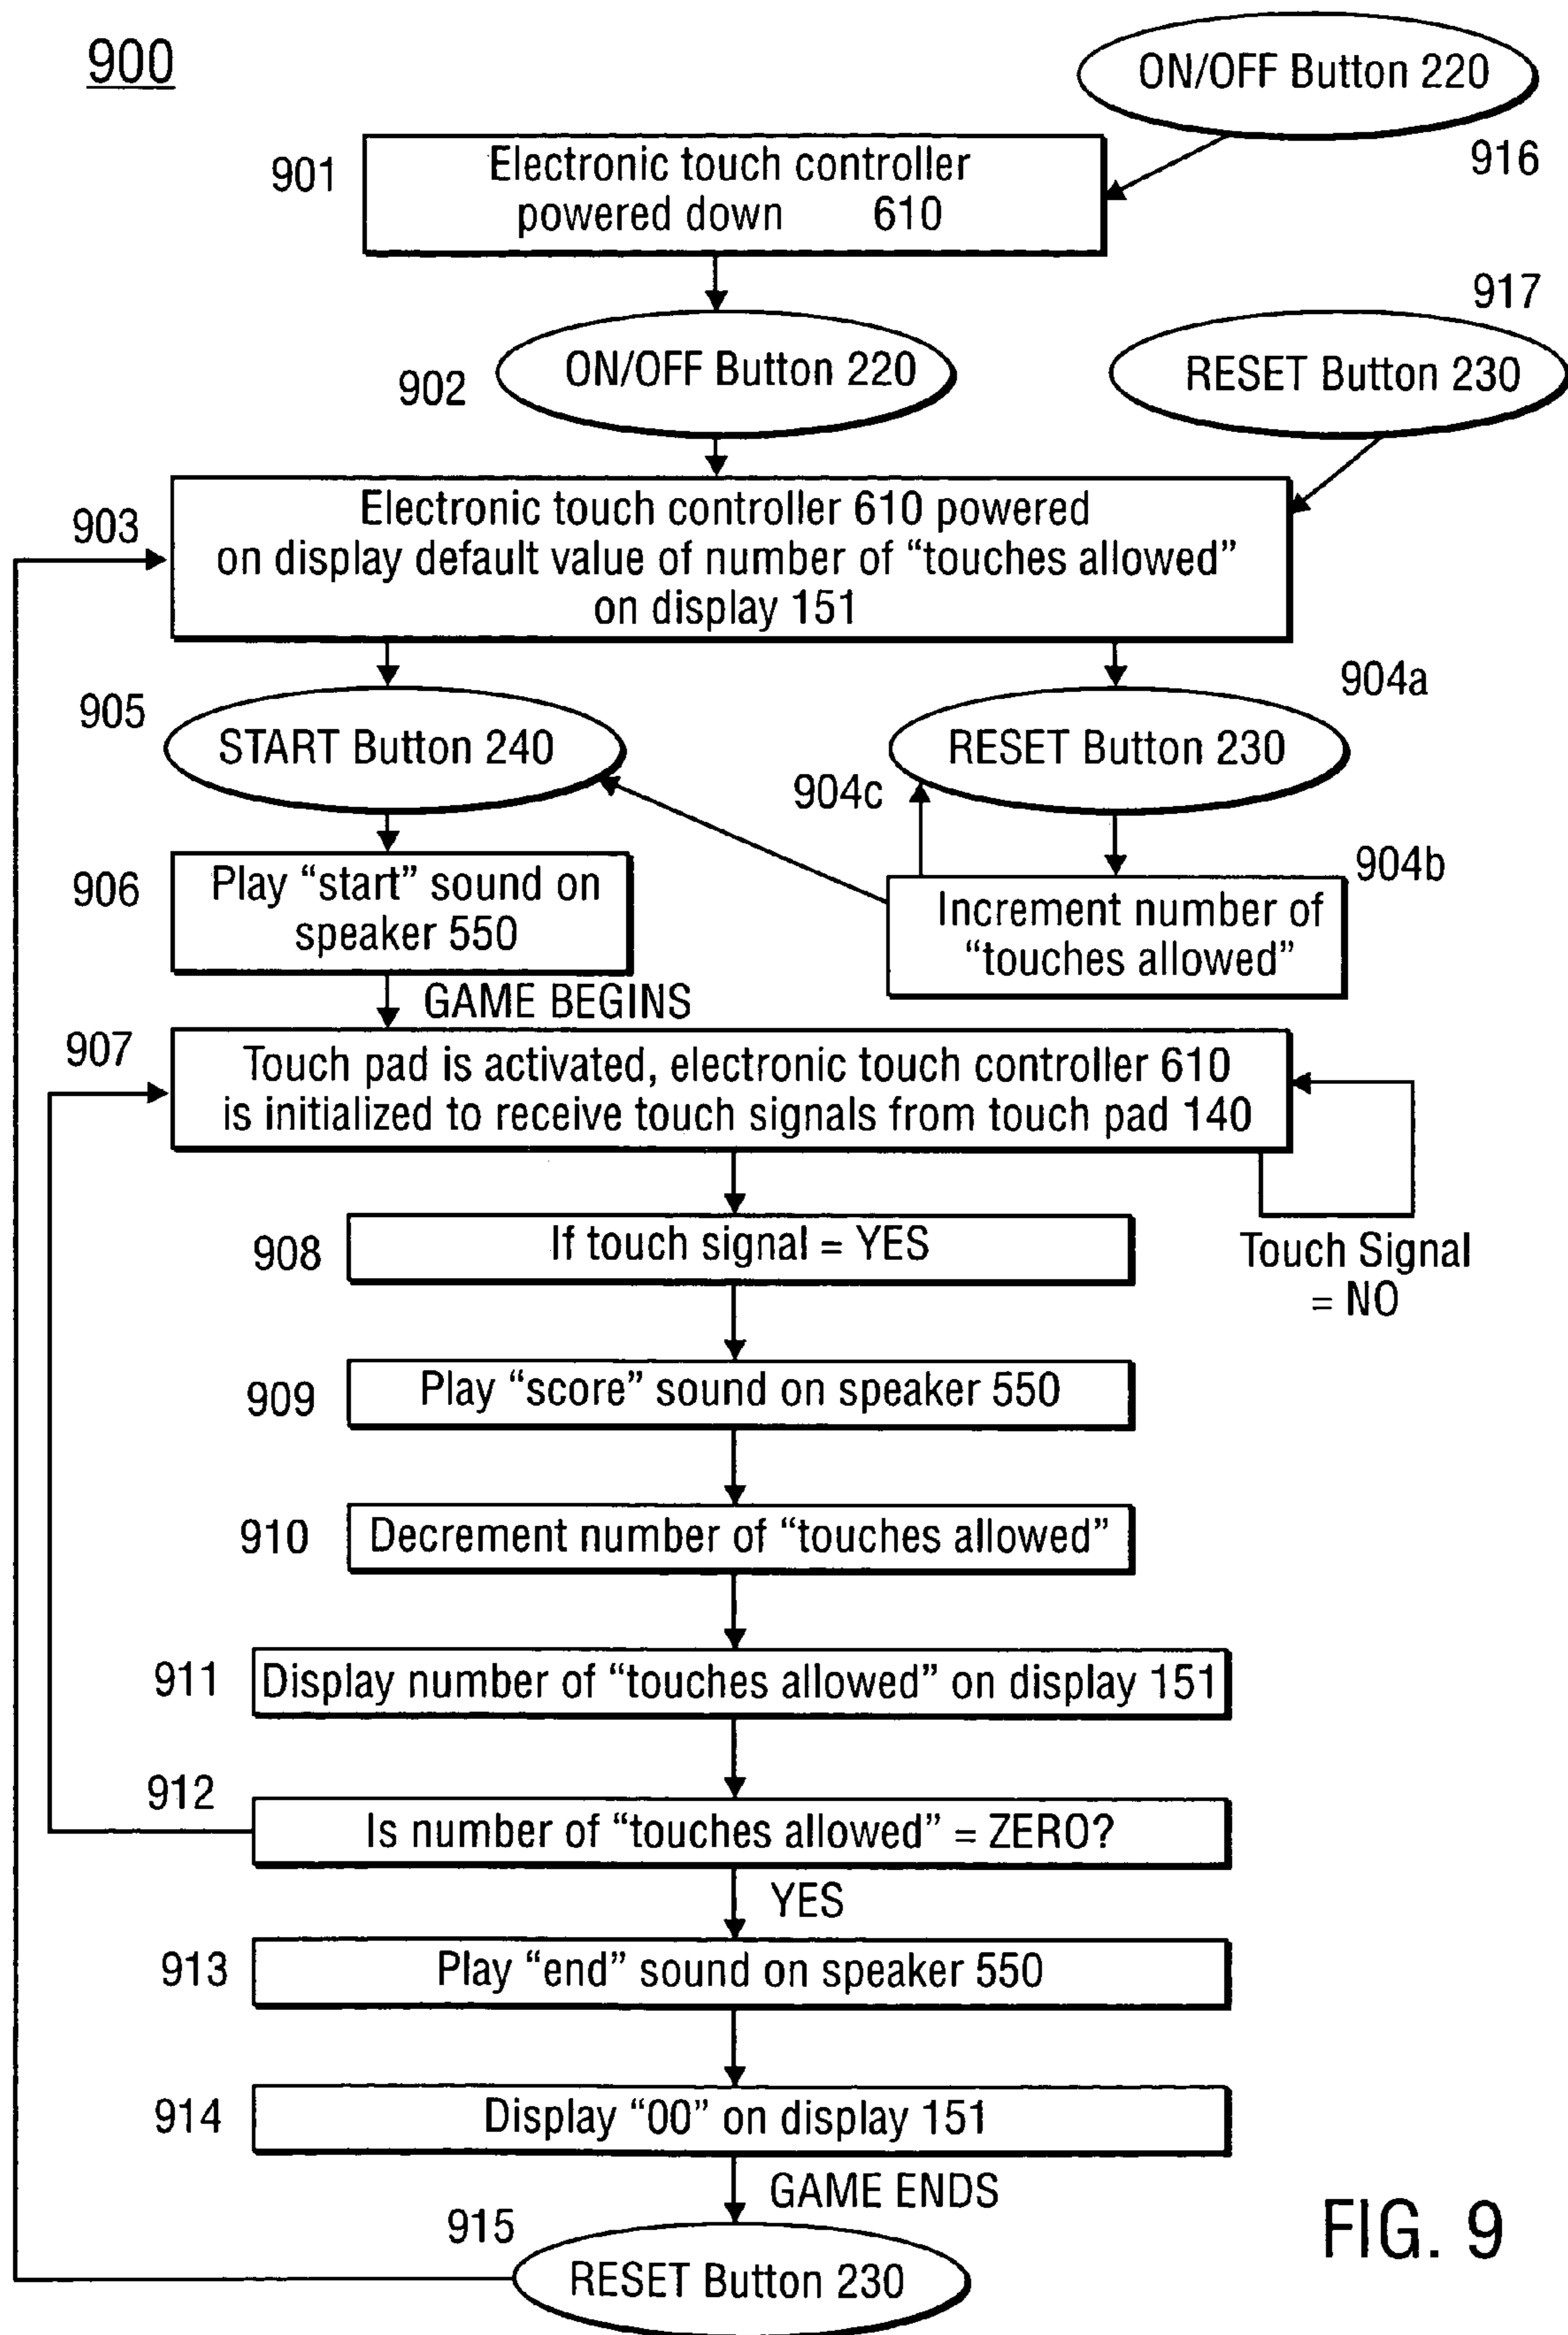 900
ON/OFF Button 220
916
901
Electronic touch controller
powered down 610
917
902
ON/OFF Button 220
RESET Button 230
903
Electronic touch controller 610 powered
on display default value of number of “touches allowed”
on display 151
905
START Button 240
904a
RESET Button 230
904c
906
Play “start” sound on
speaker 550
904b
Increment number of
“touches allowed”
GAME BEGINS
907
Touch pad is activated, electronic touch controller 610
is initialized to receive touch signals from touch pad 140
908
If touch signal = YES
Touch Signal
= NO
909
Play “score” sound on speaker 550
910
Decrement number of “touches allowed”
911
Display number of “touches allowed” on display 151
912
Is number of “touches allowed” = ZERO?
YES
913
Play “end” sound on speaker 550
914
Display “00” on display 151
GAME ENDS
915
RESET Button 230
FIG. 9